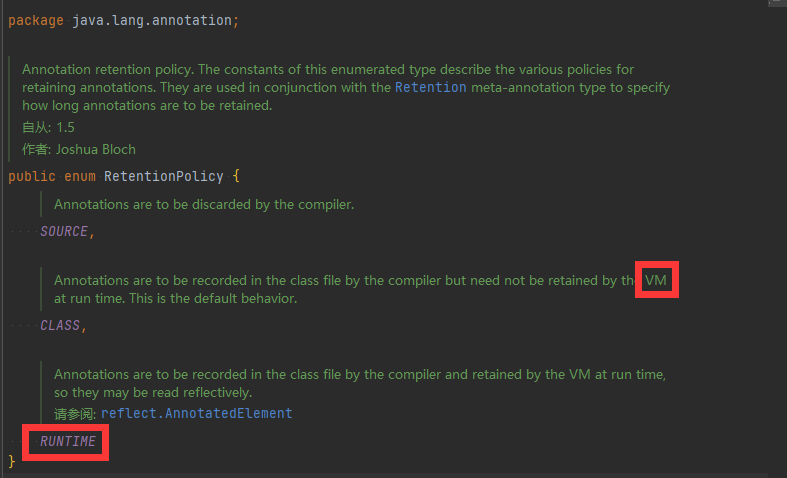 package java.lang.annotation;
Annotation retention policy. The constants of this enumerated type describe the various policies for
retaining annotations. They are used in conjunction with the Retention meta-annotation type to specify
how long annotations are to be retained.
自从: 1.5
作者: Joshua Bloch
public enum RetentionPolicy {
Annotations are to be discarded by the compiler.
SOURCE,
Annotations are to be recorded in the class file by the compiler but need not be retained by the VM
at run time. This is the default behavior.
CLASS,
Annotations are to be recorded in the class file by the compiler and retained by the VM at run time,
so they may be read reflectively.
请参阅: reflect.AnnotatedElement
RUNTIME
}